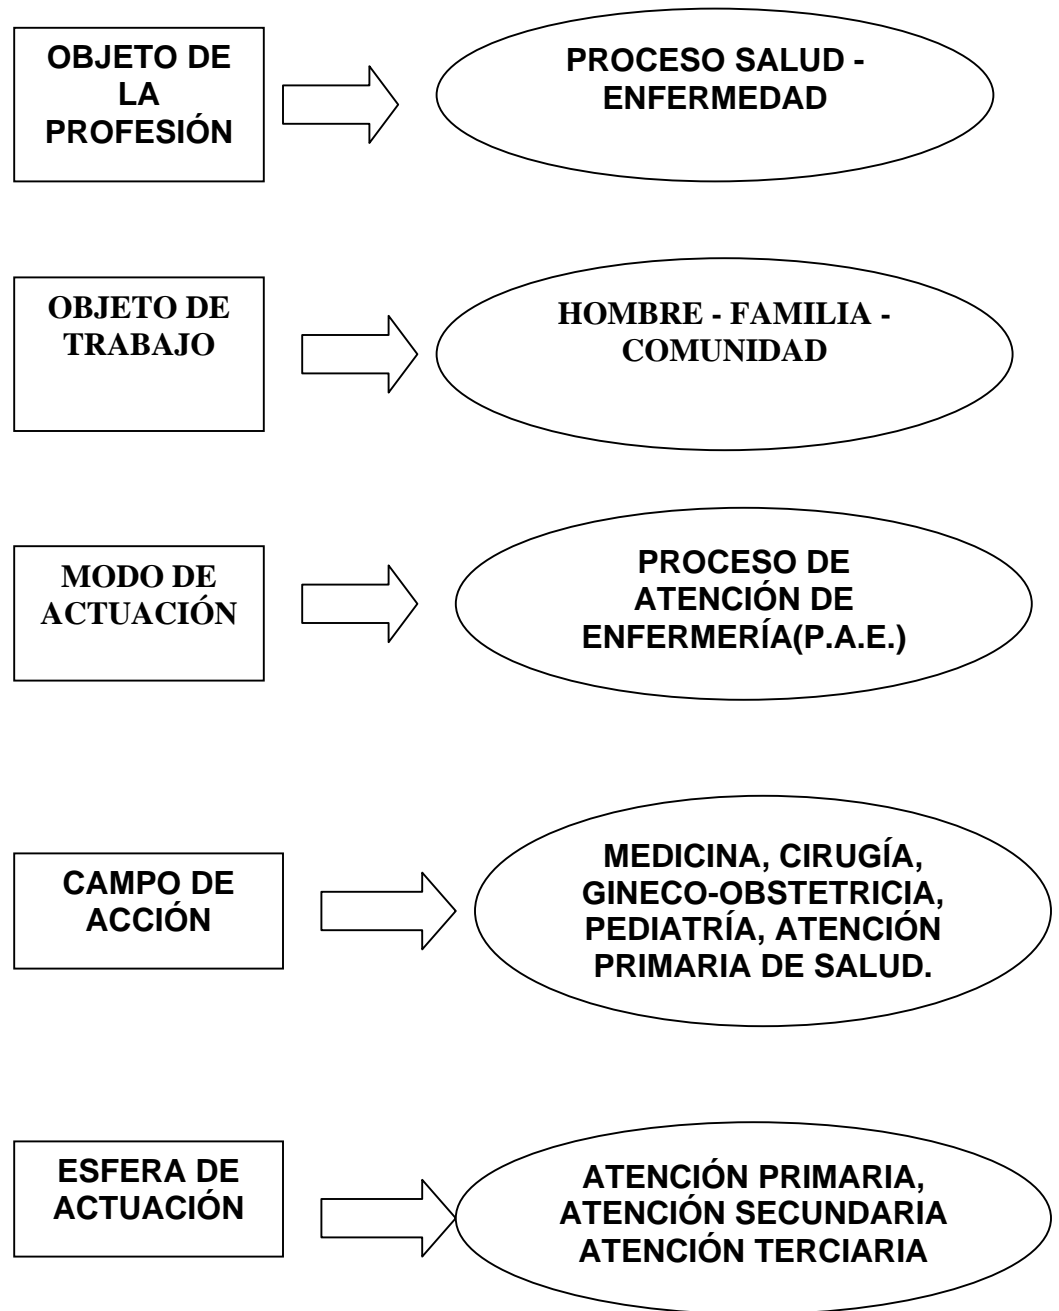 OBJETO DE
LA
PROFESIÓN
PROCESO SALUD -
ENFERMEDAD
OBJETO DE
TRABAJO
HOMBRE - FAMILIA -
COMUNIDAD
MODO DE
ACTUACIÓN
PROCESO DE
ATENCIÓN DE
ENFERMERÍA(P.A.E.)
CAMPO DE
ACCIÓN
MEDICINA, CIRUGÍA,
GINECO-OBSTETRICIA,
PEDIATRÍA, ATENCIÓN
PRIMARIA DE SALUD.
ESFERA DE
ACTUACIÓN
ATENCIÓN PRIMARIA,
ATENCIÓN SECUNDARIA
ATENCIÓN TERCIARIA